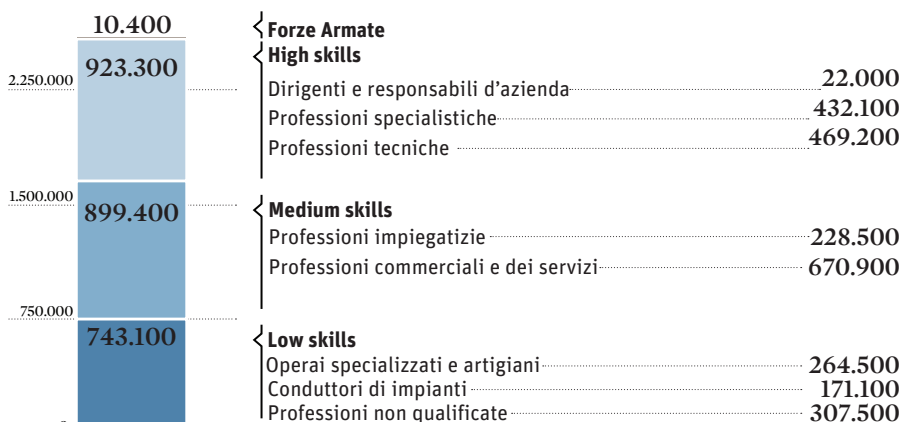 10.400 Forze Armate
High skills
923.300
2.250.000
Dirigenti e responsabili d'azienda 22.000
Professioni specialistiche 432.100
Professioni tecniche 469.200
1.500.000
899.400
Medium skills
Professioni impiegatizie 228.500
Professioni commerciali e dei servizi 670.900
750.000
743.100
Low skills
Operai specializzati e artigiani 264.500
Conduttori di impianti 171.100
Professioni non qualificate 307.500